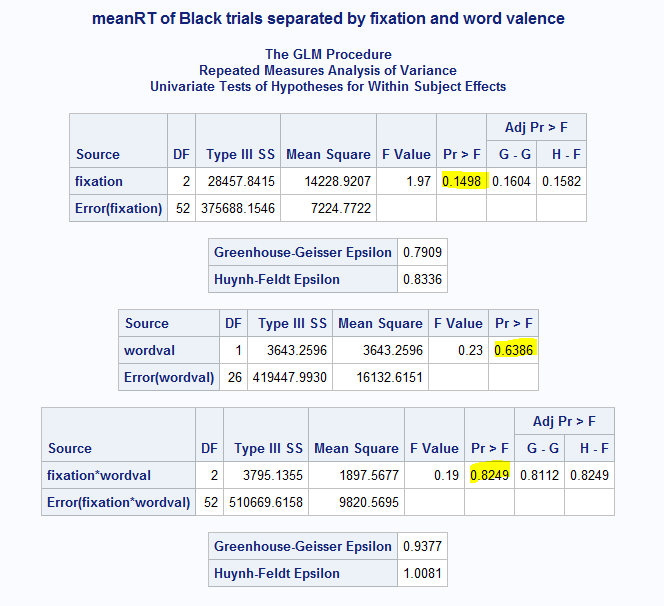 meanRT of Black trials separated by fixation and word valence
The GLM Procedure
Repeated Measures Analysis of Variance
Univariate Tests of Hypotheses for Within Subject Effects
Adj Pr > F
Source DF Type III SS Mean Square F Value Pr > F G - G H - F
fixation 2 28457.8415 14228.9207 1.97 0.1498 0.1604 0.1582
Error(fixation) 52 375688.1546 7224.7722
Greenhouse-Geisser Epsilon 0.7909
Huynh-Feldt Epsilon 0.8336
Source DF Type III SS Mean Square F Value Pr > F
wordval 1 3643.2596 3643.2596 0.23 0.6386
Error(wordval) 26 419447.9930 16132.6151
Adj Pr > F
Source DF Type III SS Mean Square F Value Pr > F G - G H - F
fixation*wordval 2 3795.1355 1897.5677 0.19 0.8249 0.8112 0.8249
Error(fixation*wordval) 52 510669.6158 9820.5695
Greenhouse-Geisser Epsilon 0.9377
Huynh-Feldt Epsilon 1.0081